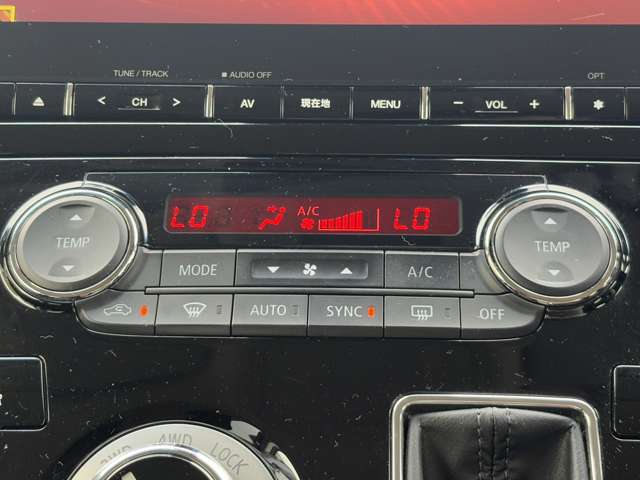 TUNE / TRACK
AUDIO OFF
OPT
< CH >
AV
現在地
MENU
− VOL +
TEMP
LO
A/C
LO
TEMP
MODE
A/C
AUTO
SYNC
OFF
2WD 4WD LOCK